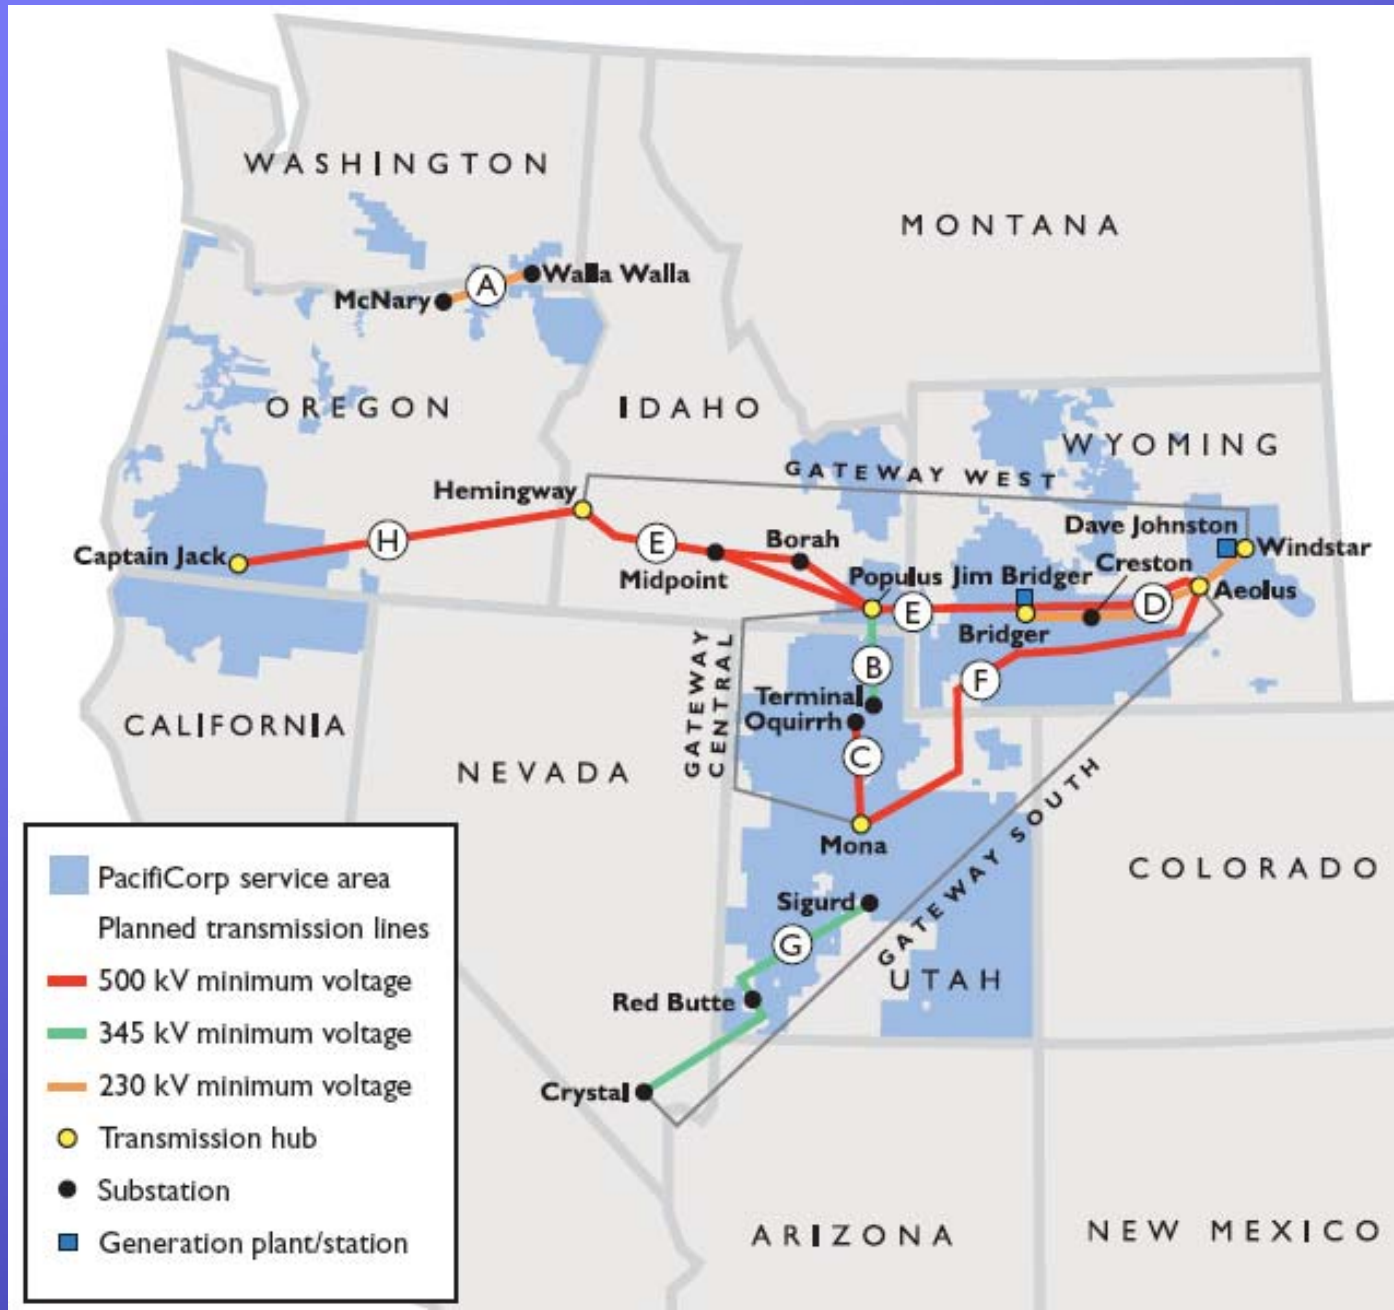 WASHINGTON
MONTANA
Walla Walla
A
McNary
OREGON
IDAHO
WYOMING
GATEWAY WEST
Hemingway
Dave Johnston
Windstar
H
E
Borah
Creston
Captain Jack
Midpoint
Populus
Jim Bridger
Aeolus
E
D
Bridger
GATEWAY
CENTRAL
B
F
Terminal
Oquirrh
CALIFORNIA
NEVADA
C
GATEWAY SOUTH
Mona
COLORADO
Sigurd
G
UTAH
Red Butte
Crystal
ARIZONA
NEW MEXICO
PacifiCorp service area
Planned transmission lines
500 kV minimum voltage
345 kV minimum voltage
230 kV minimum voltage
Transmission hub
Substation
Generation plant/station